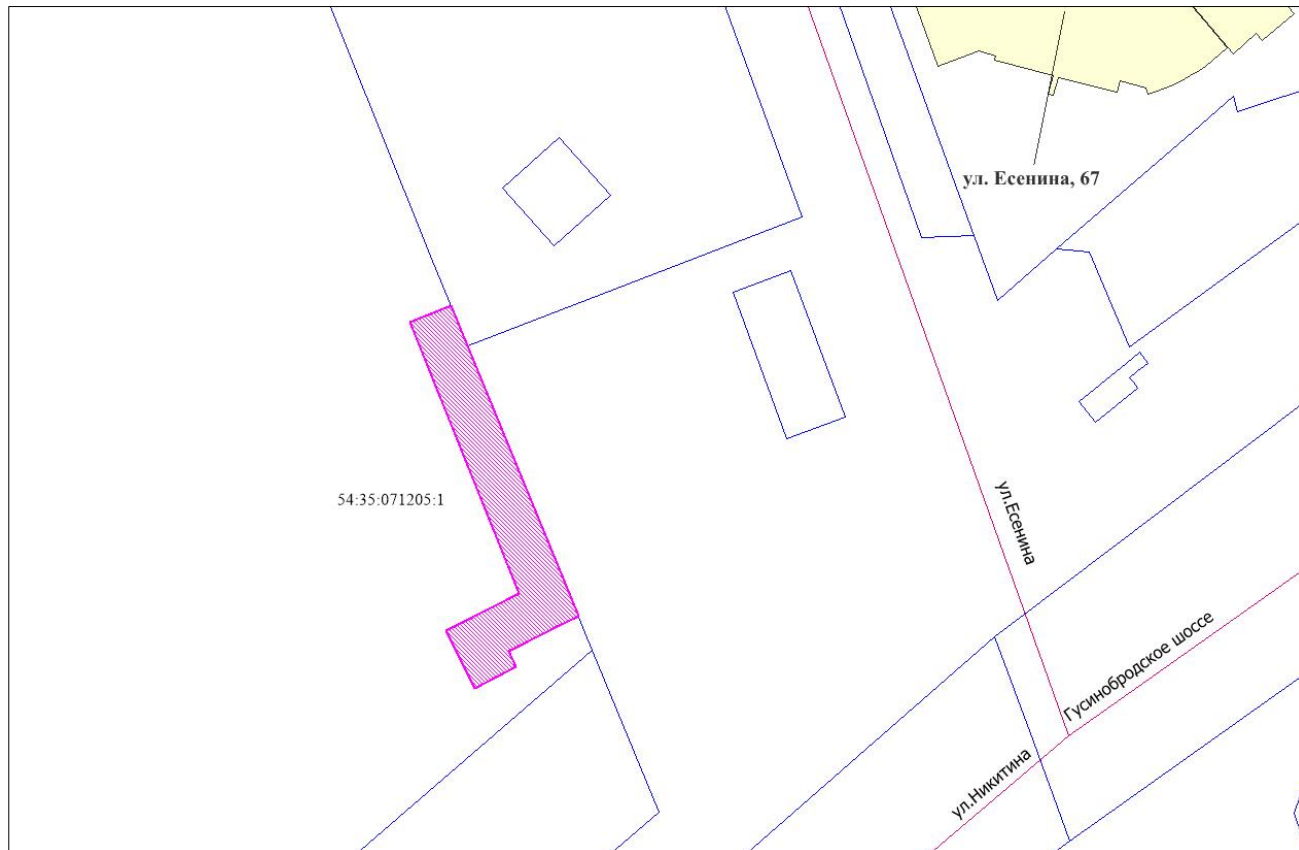 ул. Есенина, 67
54:35:071205:1
ул.Есенина
Гусинобродское шоссе
ул.Никитина